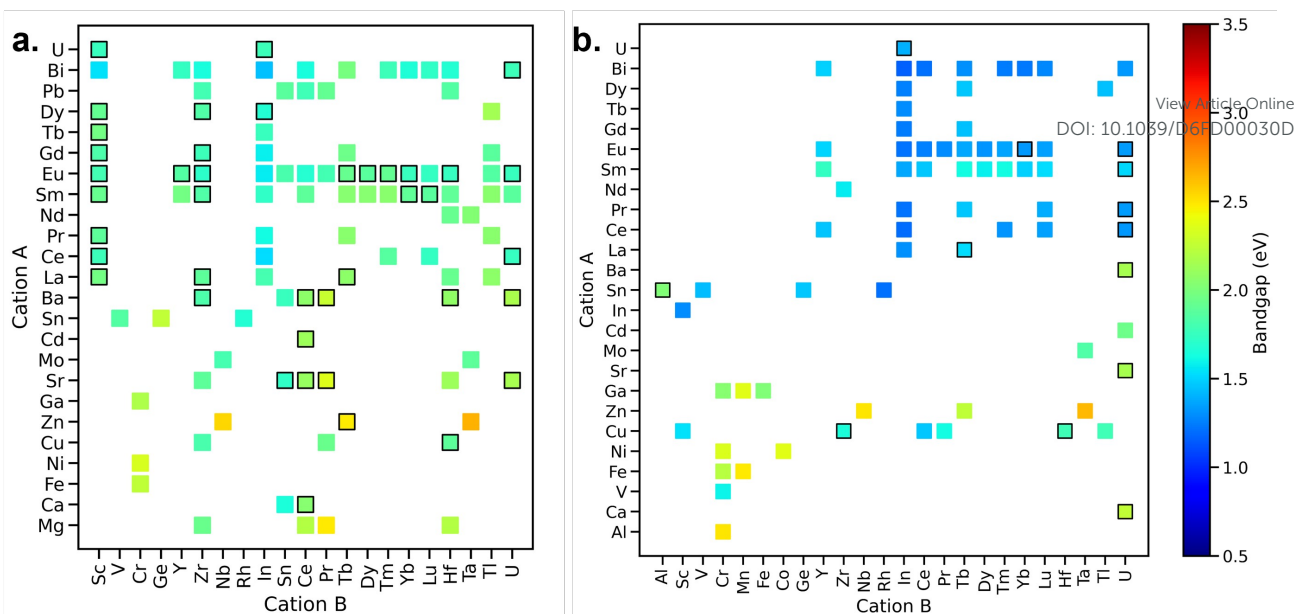 a.
Cation A
U
Bi
Pb
Dy
Tb
Gd
Eu
Sm
Nd
Pr
Ce
La
Ba
Sn
Cd
Mo
Sr
Ga
Zn
Cu
Ni
Fe
Ca
Mg
Sc V Cr Ge Y Zr Nb Rh In Sn Ce Pr Tb Dy Tm Yb Lu Hf Ta Tl U
Cation B
b.
Cation A
U
Bi
Dy
Tb
Gd
Eu
Sm
Nd
Pr
Ce
La
Ba
Sn
In
Cd
Mo
Sr
Ga
Zn
Cu
Ni
Fe
V
Ca
Al
Al Sc V Cr Mn Fe Co Ge Y Zr Nb Rh In Ce Pr Tb Dy Tm Yb Lu Hf Ta Tl U
Cation B
3.5
3.0
2.5
2.0
1.5
1.0
0.5
Bandgap (eV)
View Article Online
DOI: 10.1039/D6FD00030D